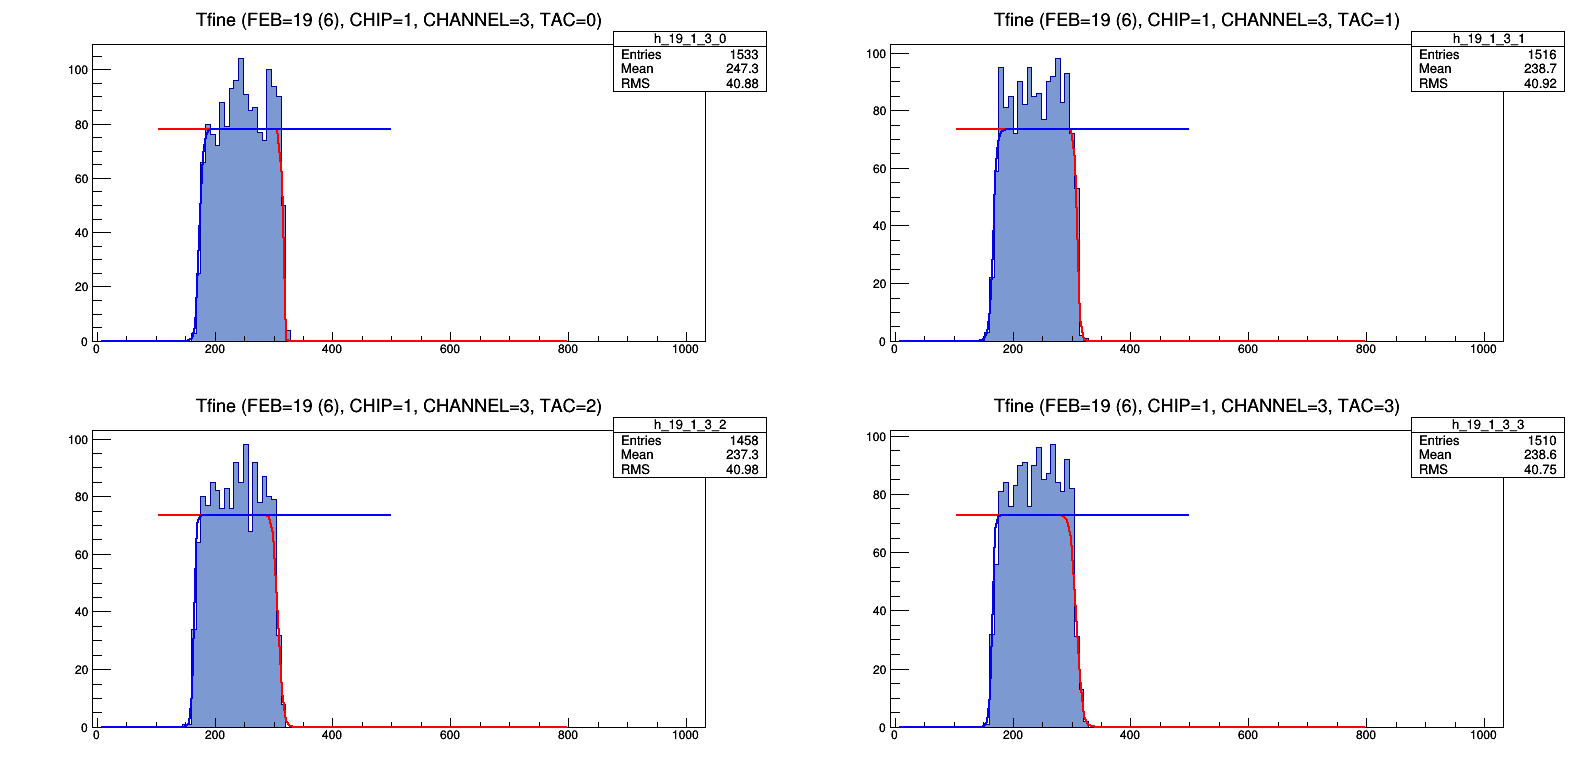 Tfine (FEB=19 (6), CHIP=1, CHANNEL=3, TAC=0)
h_19_1_3_0
Entries 1533
Mean 247.3
RMS 40.88
100
80
60
40
20
0
0 200 400 600 800 1000
Tfine (FEB=19 (6), CHIP=1, CHANNEL=3, TAC=1)
h_19_1_3_1
Entries 1516
Mean 238.7
RMS 40.92
100
80
60
40
20
0
0 200 400 600 800 1000
Tfine (FEB=19 (6), CHIP=1, CHANNEL=3, TAC=2)
h_19_1_3_2
Entries 1458
Mean 237.3
RMS 40.98
100
80
60
40
20
0
0 200 400 600 800 1000
Tfine (FEB=19 (6), CHIP=1, CHANNEL=3, TAC=3)
h_19_1_3_3
Entries 1510
Mean 238.6
RMS 40.75
100
80
60
40
20
0
0 200 400 600 800 1000